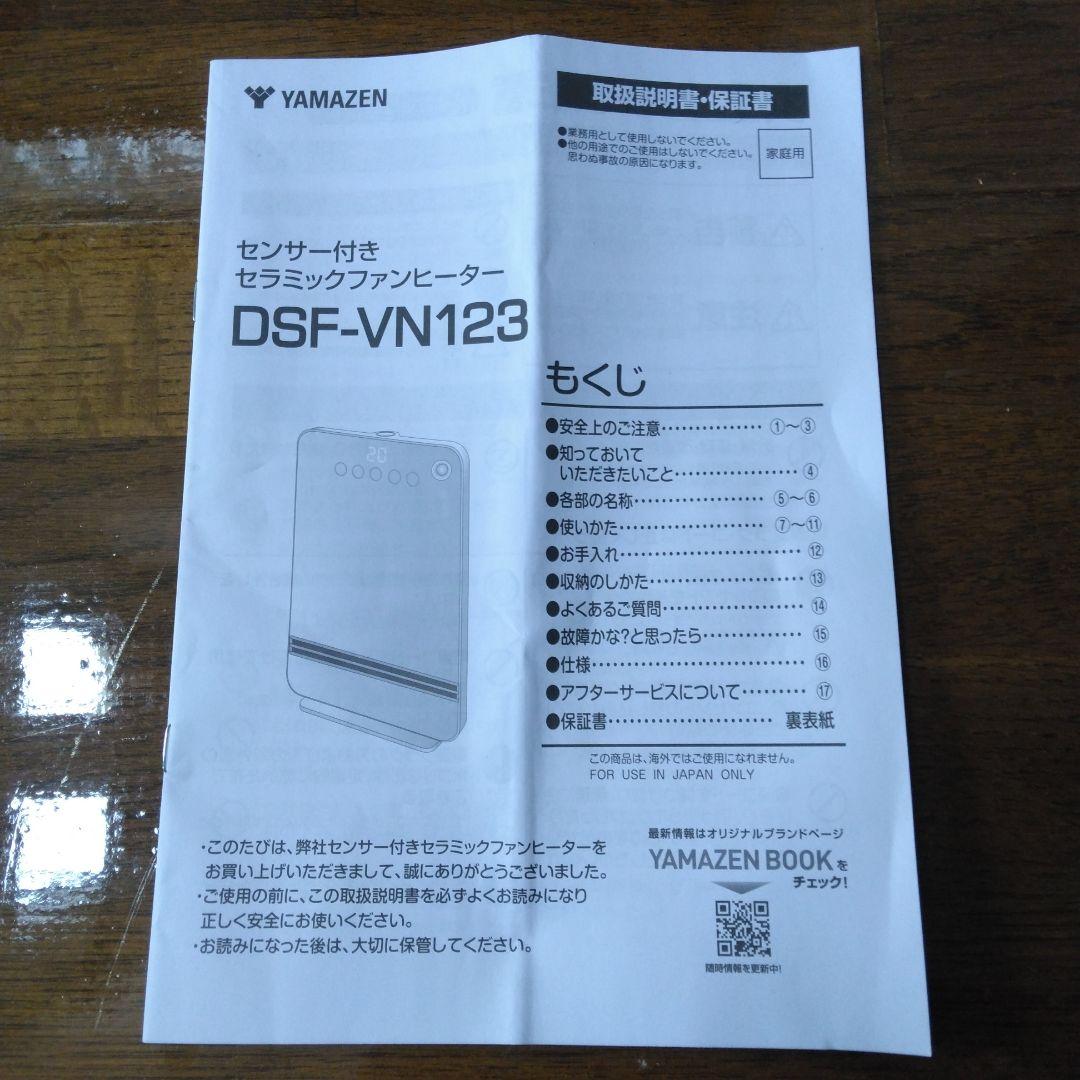 YAMAZEN
取扱説明書・保証書
●業務用として使用しないでください。
●他の用途でのご使用はしないでください。
思わぬ事故の原因になります。
家庭用
センサー付き
セラミックファンヒーター
DSF-VN123
20
もくじ
●安全上のご注意・・・・・・・・・・・・・・・ ①〜③
●知っておいて
いただきたいこと・・・・・・・・・・・・・・・・・・ ④
●各部の名称・・・・・・・・・・・・・・・・・・・ ⑤〜⑥
●使いかた・・・・・・・・・・・・・・・・・・・・・ ⑦〜⑪
●お手入れ・・・・・・・・・・・・・・・・・・・・・・・・・・ ⑫
●収納のしかた・・・・・・・・・・・・・・・・・・・・・・ ⑬
●よくあるご質問・・・・・・・・・・・・・・・・・・・・ ⑭
●故障かな?と思ったら・・・・・・・・・・・・・・ ⑮
●仕様・・・・・・・・・・・・・・・・・・・・・・・・・・・・・・ ⑯
●アフターサービスについて・・・・・・・・・ ⑰
●保証書・・・・・・・・・・・・・・・・・・・・・・・・ 裏表紙
この商品は、海外ではご使用になれません。
FOR USE IN JAPAN ONLY
・このたびは、弊社センサー付きセラミックファンヒーターを
お買い上げいただきまして、誠にありがとうございました。
・ご使用の前に、この取扱説明書を必ずよくお読みになり
正しく安全にお使いください。
・お読みになった後は、大切に保管してください。
最新情報はオリジナルブランドページ
YAMAZEN BOOKを
チェック!
随時情報を更新中!